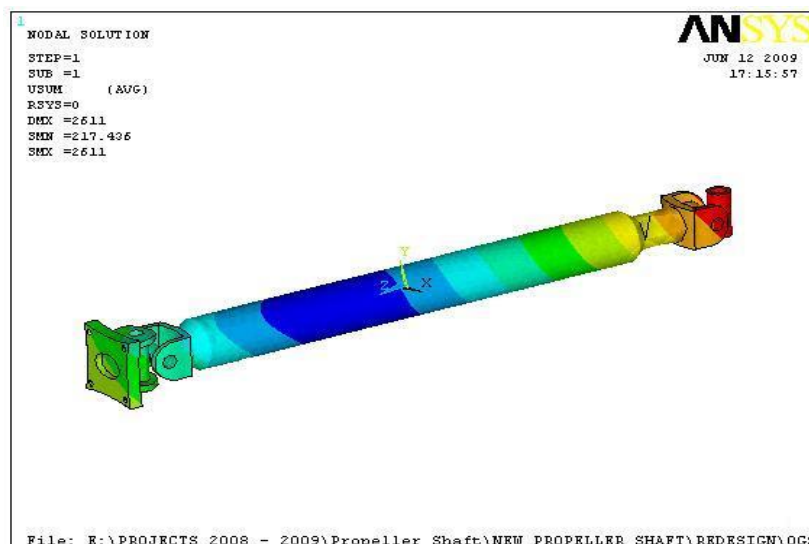 1
NODAL SOLUTION
STEP=1
SUB =1
USUM (AVG)
RSYS=0
DMX =2611
SMN =217.436
SMX =2611
ANSYS
JUN 12 2009
17:15:57
Y
Z X
File: E:\PROJECTS 2008 - 2009\Propeller Shaft\NEW PROPELLER SHAFT\REDESIGN\OGS